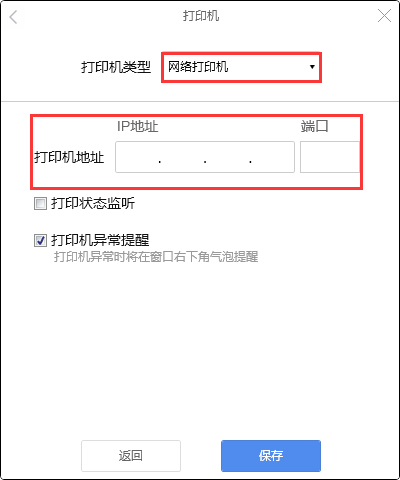 打印机
打印机类型 网络打印机
IP地址 端口
打印机地址 . . .
打印状态监听
打印机异常提醒
打印机异常时将在窗口右下角气泡提醒
返回 保存